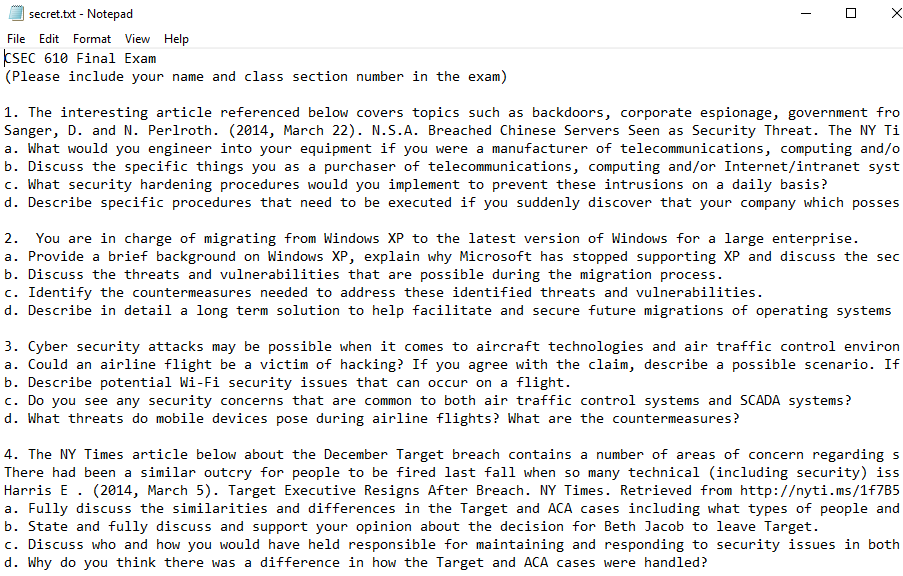 secret.txt - Notepad
File Edit Format View Help
CSEC 610 Final Exam
(Please include your name and class section number in the exam)
1. The interesting article referenced below covers topics such as backdoors, corporate espionage, government fro
Sanger, D. and N. Perlroth. (2014, March 22). N.S.A. Breached Chinese Servers Seen as Security Threat. The NY Ti
a. What would you engineer into your equipment if you were a manufacturer of telecommunications, computing and/o
b. Discuss the specific things you as a purchaser of telecommunications, computing and/or Internet/intranet syst
c. What security hardening procedures would you implement to prevent these intrusions on a daily basis?
d. Describe specific procedures that need to be executed if you suddenly discover that your company which posses
2.  You are in charge of migrating from Windows XP to the latest version of Windows for a large enterprise.
a. Provide a brief background on Windows XP, explain why Microsoft has stopped supporting XP and discuss the sec
b. Discuss the threats and vulnerabilities that are possible during the migration process.
c. Identify the countermeasures needed to address these identified threats and vulnerabilities.
d. Describe in detail a long term solution to help facilitate and secure future migrations of operating systems
3. Cyber security attacks may be possible when it comes to aircraft technologies and air traffic control environ
a. Could an airline flight be a victim of hacking? If you agree with the claim, describe a possible scenario. If
b. Describe potential Wi-Fi security issues that can occur on a flight.
c. Do you see any security concerns that are common to both air traffic control systems and SCADA systems?
d. What threats do mobile devices pose during airline flights? What are the countermeasures?
4. The NY Times article below about the December Target breach contains a number of areas of concern regarding s
There had been a similar outcry for people to be fired last fall when so many technical (including security) iss
Harris E . (2014, March 5). Target Executive Resigns After Breach. NY Times. Retrieved from http://nyti.ms/1f7B5
a. Fully discuss the similarities and differences in the Target and ACA cases including what types of people and
b. State and fully discuss and support your opinion about the decision for Beth Jacob to leave Target.
c. Discuss who and how you would have held responsible for maintaining and responding to security issues in both
d. Why do you think there was a difference in how the Target and ACA cases were handled?